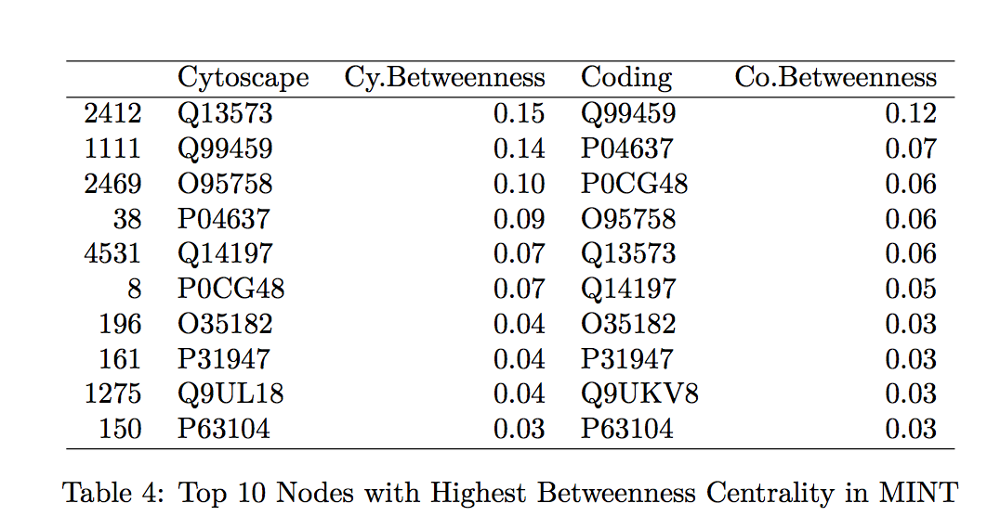 Cytoscape Cy.Betweenness Coding Co.Betweenness
2412 Q13573 0.15 Q99459 0.12
1111 Q99459 0.14 P04637 0.07
2469 O95758 0.10 P0CG48 0.06
38 P04637 0.09 O95758 0.06
4531 Q14197 0.07 Q13573 0.06
8 P0CG48 0.07 Q14197 0.05
196 O35182 0.04 O35182 0.03
161 P31947 0.04 P31947 0.03
1275 Q9UL18 0.04 Q9UKV8 0.03
150 P63104 0.03 P63104 0.03
Table 4: Top 10 Nodes with Highest Betweenness Centrality in MINT